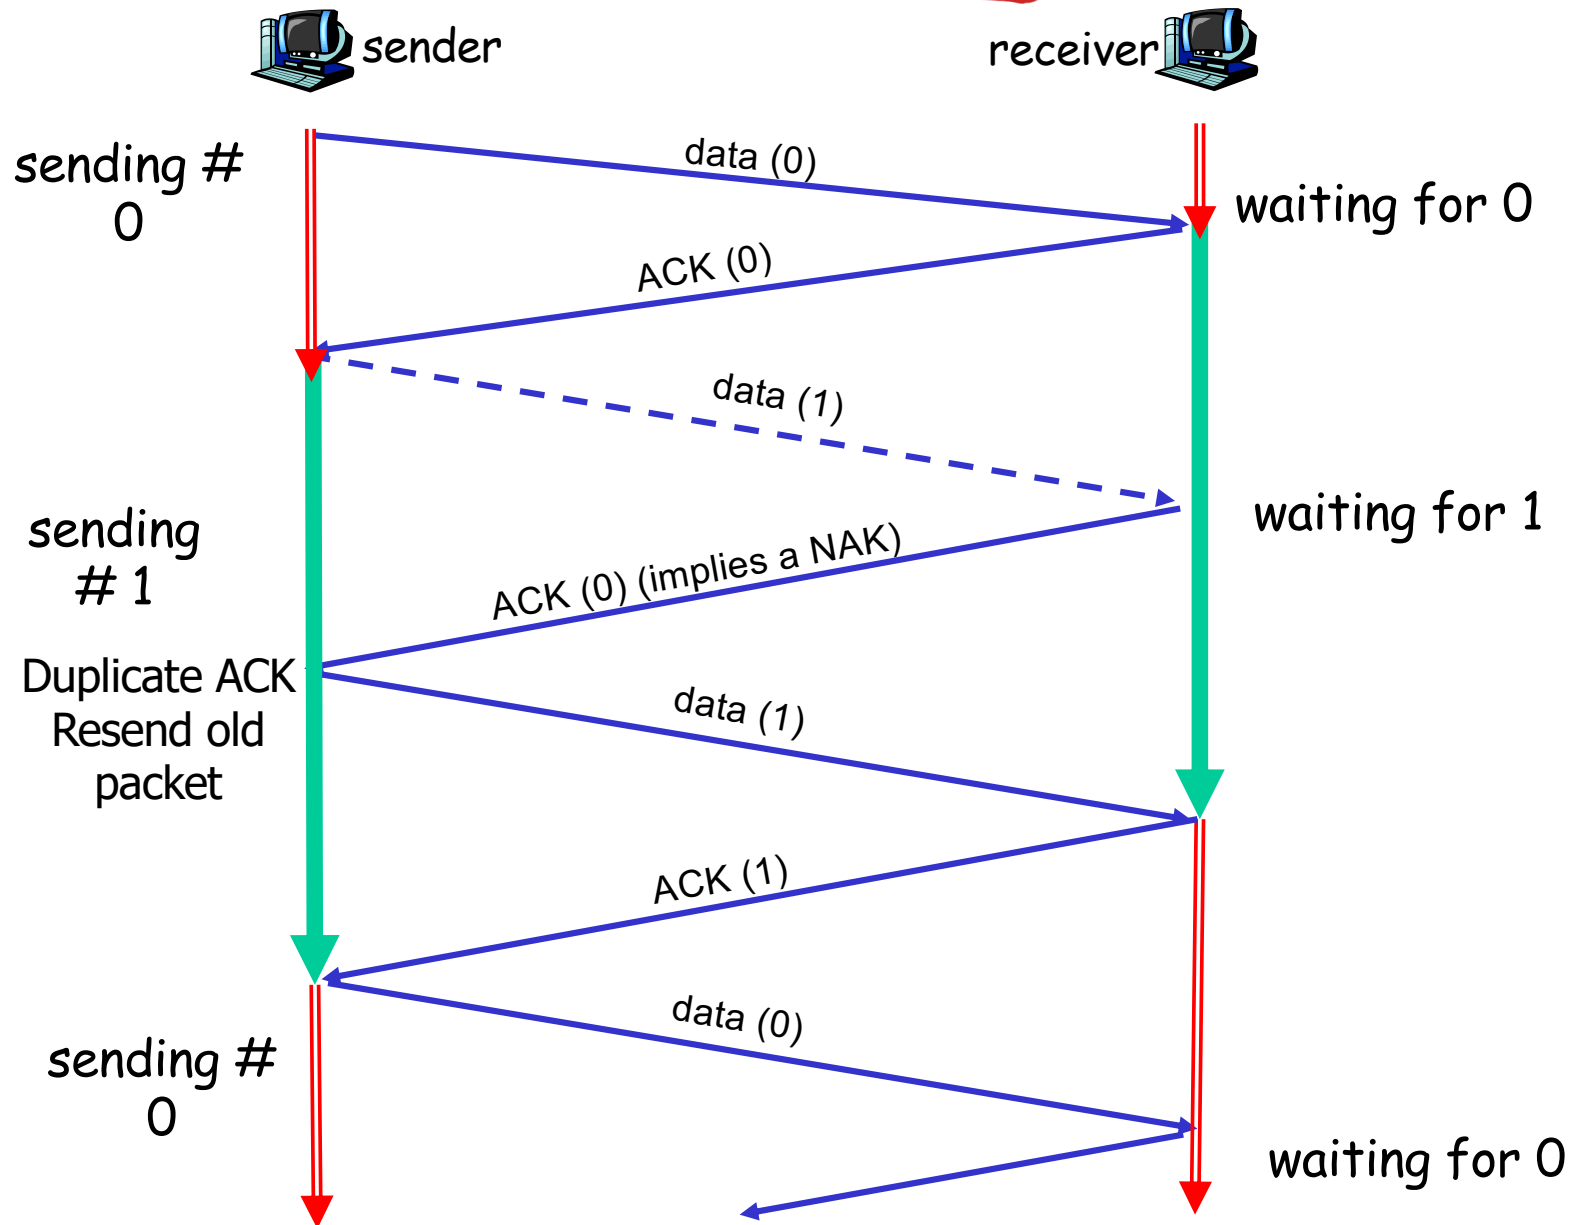 sender
receiver
sending #
0
data (0)
waiting for 0
ACK (0)
data (1)
sending
# 1
waiting for 1
ACK (0) (implies a NAK)
Duplicate ACK
Resend old
packet
data (1)
ACK (1)
data (0)
sending #
0
waiting for 0